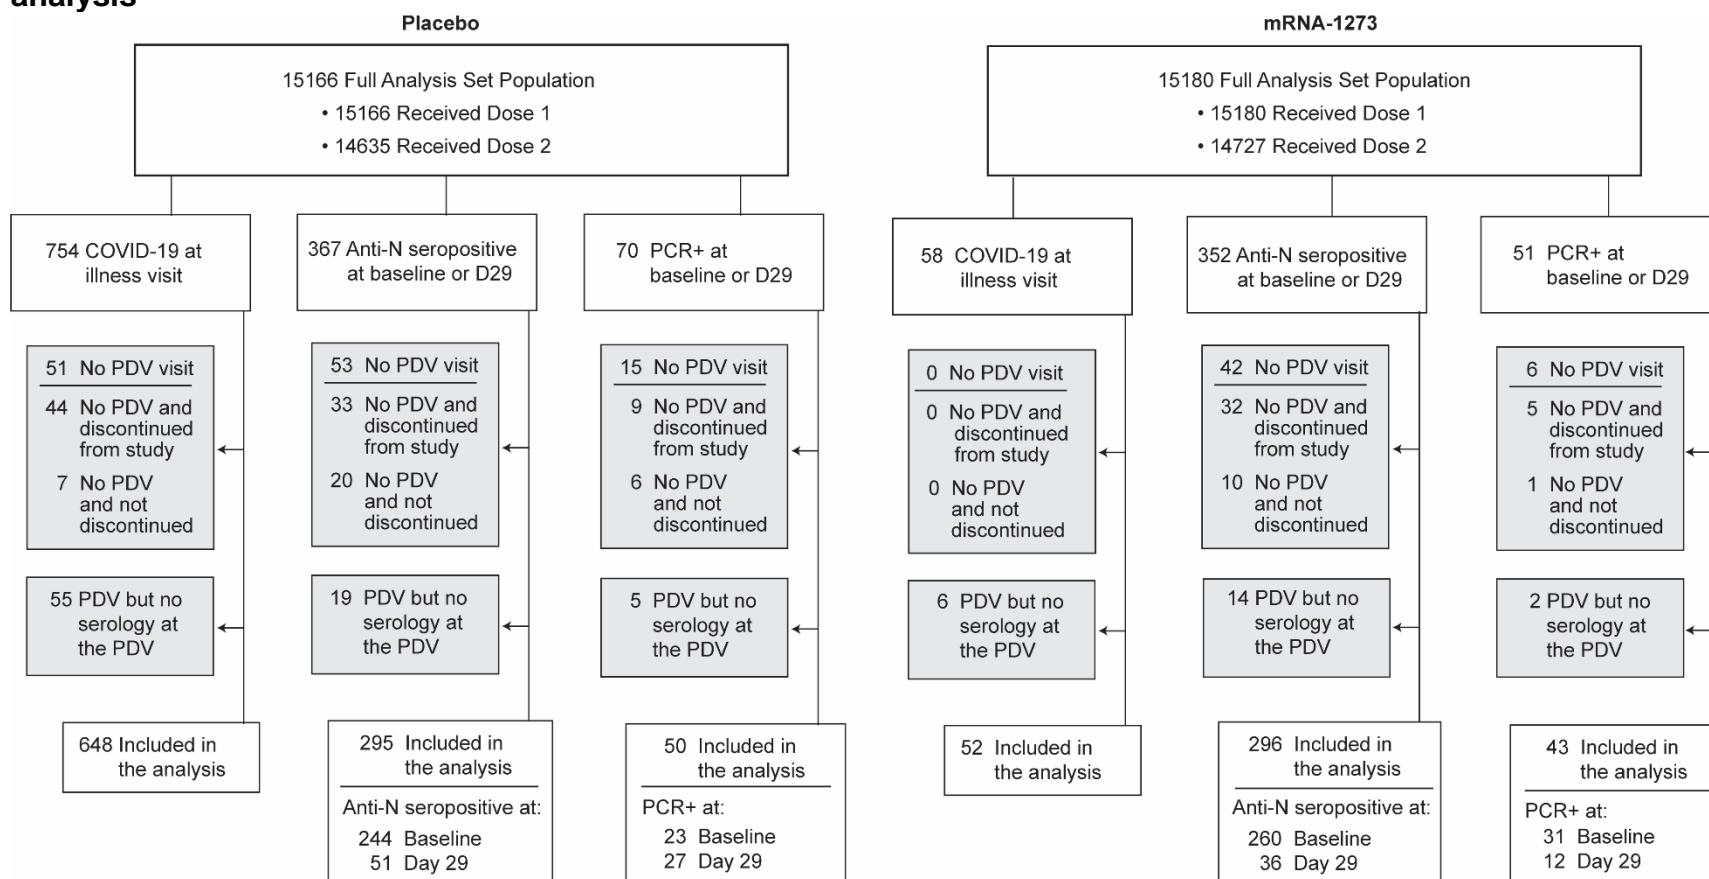 analysis
Placebo
15166 Full Analysis Set Population
• 15166 Received Dose 1
• 14635 Received Dose 2
754 COVID-19 at
illness visit
367 Anti-N seropositive
at baseline or D29
70 PCR+ at
baseline or D29
51 No PDV visit
44 No PDV and
discontinued
from study
7 No PDV
and not
discontinued
53 No PDV visit
33 No PDV and
discontinued
from study
20 No PDV
and not
discontinued
15 No PDV visit
9 No PDV and
discontinued
from study
6 No PDV
and not
discontinued
55 PDV but no
serology at
the PDV
19 PDV but no
serology at
the PDV
5 PDV but no
serology at
the PDV
648 Included in
the analysis
295 Included in
the analysis
Anti-N seropositive at:
244 Baseline
51 Day 29
50 Included in
the analysis
PCR+ at:
23 Baseline
27 Day 29
mRNA-1273
15180 Full Analysis Set Population
• 15180 Received Dose 1
• 14727 Received Dose 2
58 COVID-19 at
illness visit
352 Anti-N seropositive
at baseline or D29
51 PCR+ at
baseline or D29
0 No PDV visit
0 No PDV and
discontinued
from study
0 No PDV
and not
discontinued
42 No PDV visit
32 No PDV and
discontinued
from study
10 No PDV
and not
discontinued
6 No PDV visit
5 No PDV and
discontinued
from study
1 No PDV
and not
discontinued
6 PDV but no
serology at
the PDV
14 PDV but no
serology at
the PDV
2 PDV but no
serology at
the PDV
52 Included in
the analysis
296 Included in
the analysis
Anti-N seropositive at:
260 Baseline
36 Day 29
43 Included in
the analysis
PCR+ at:
31 Baseline
12 Day 29